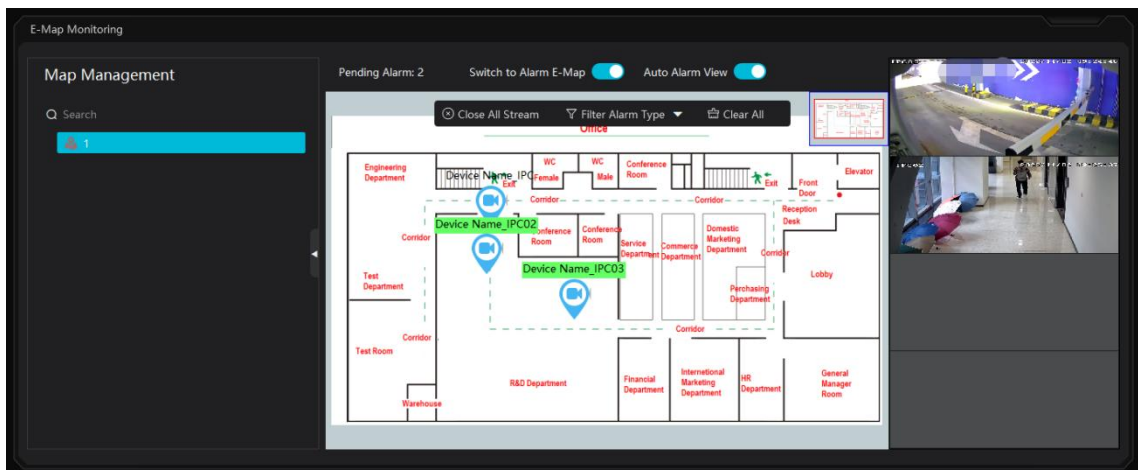 E-Map Monitoring
Map Management
Search
1
Pending Alarm: 2 Switch to Alarm E-Map Auto Alarm View
Close All Stream Filter Alarm Type Clear All
Office
Engineering
Department
Device Name_IPC
Exit
WC
Female
WC
Male
Conference
Room
Exit
Front
Door
Elevator
Corridor
Corridor
Reception
Desk
Device Name_IPC02
Corridor
Conference
Room
Conference
Room
Service
Department
Commerce
Department
Domestic
Marketing
Department
Corridor
Device Name_IPC03
Lobby
Test
Department
Perchasing
Department
Corridor
Corridor
Test Room
R&D Department
Financial
Department
Internetional
Marketing
Department
HR
Department
General
Manager
Room
Warehouse
IPC02